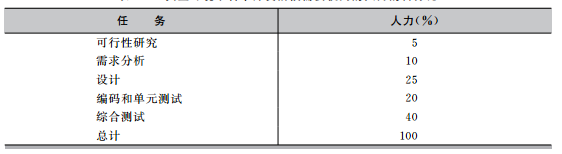 任 务 人力(%)
可行性研究 5
需求分析 10
设计 25
编码和单元测试 20
综合测试 40
总计 100